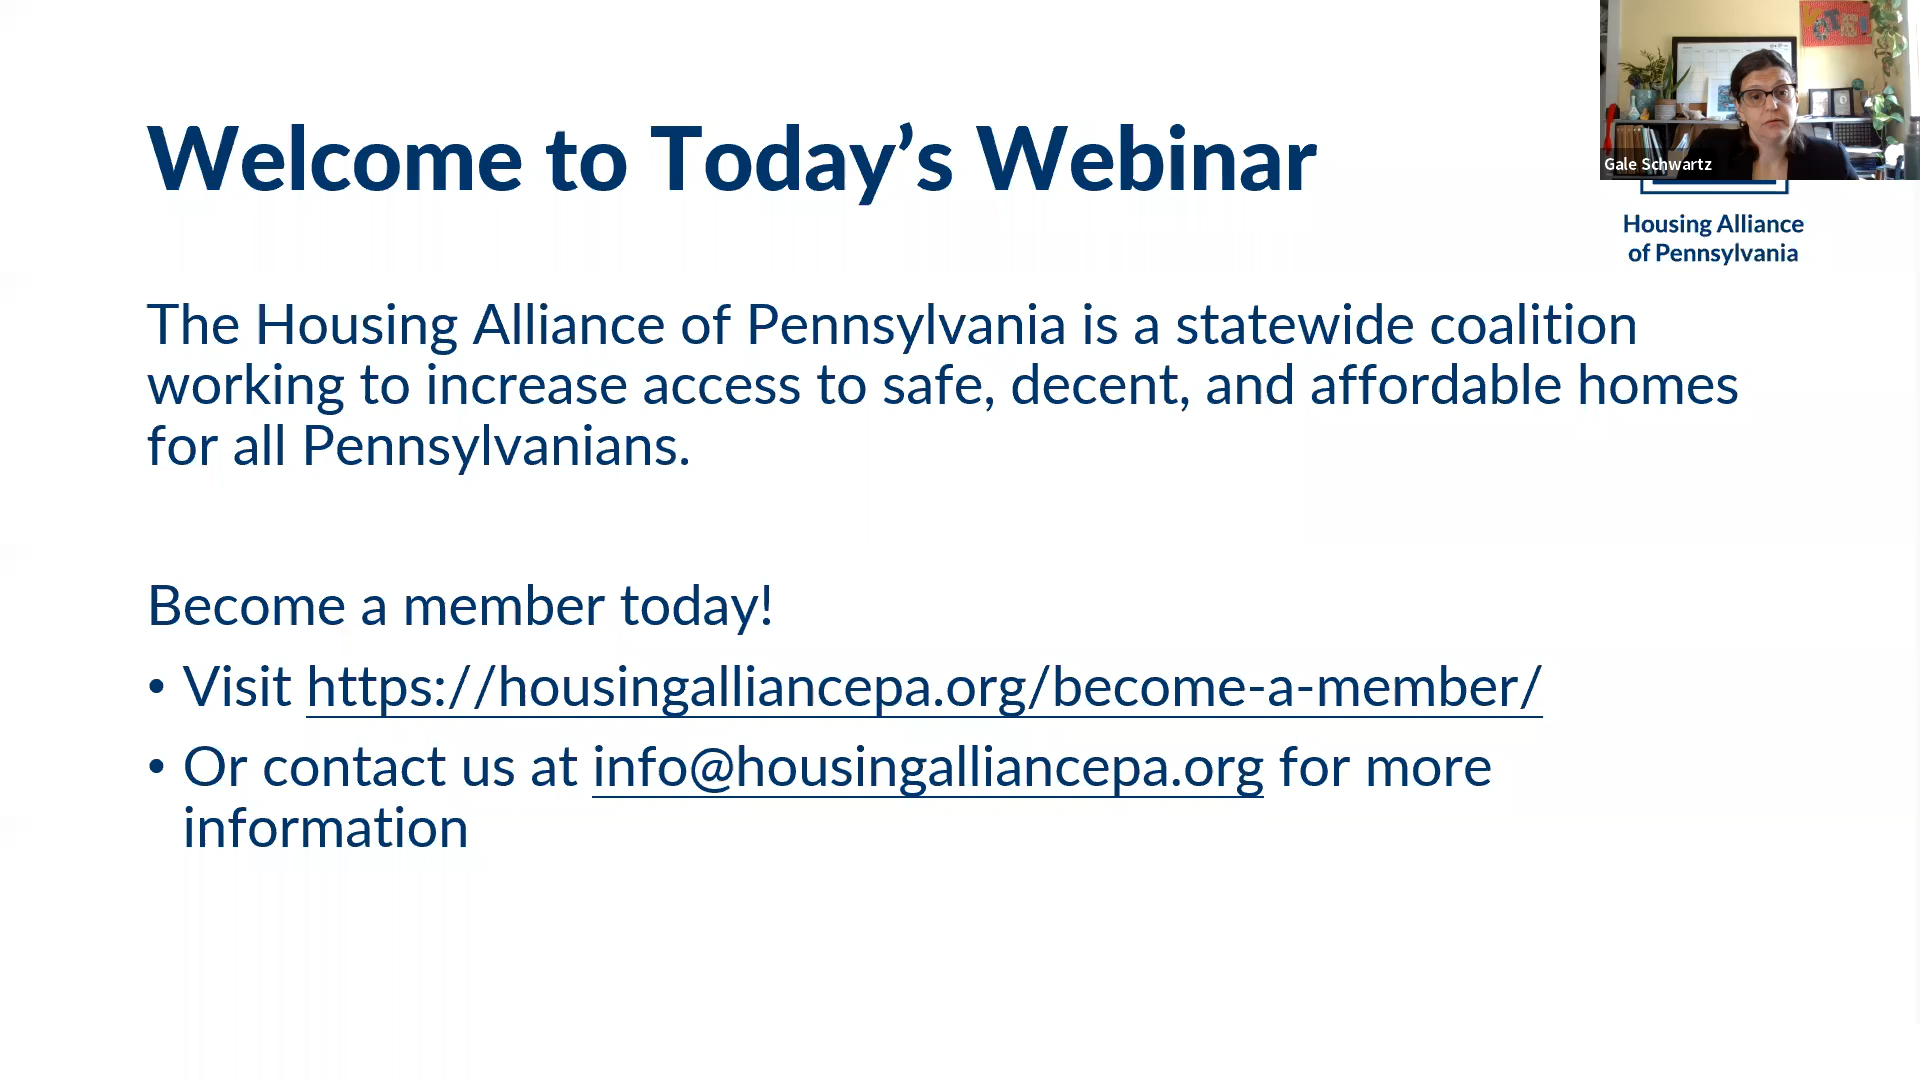 Welcome to Today’s Webinar
Gale Schwartz
Housing Alliance
of Pennsylvania
The Housing Alliance of Pennsylvania is a statewide coalition
working to increase access to safe, decent, and affordable homes
for all Pennsylvanians.
Become a member today!
• Visit https://housingalliancepa.org/become-a-member/
• Or contact us at info@housingalliancepa.org for more
information